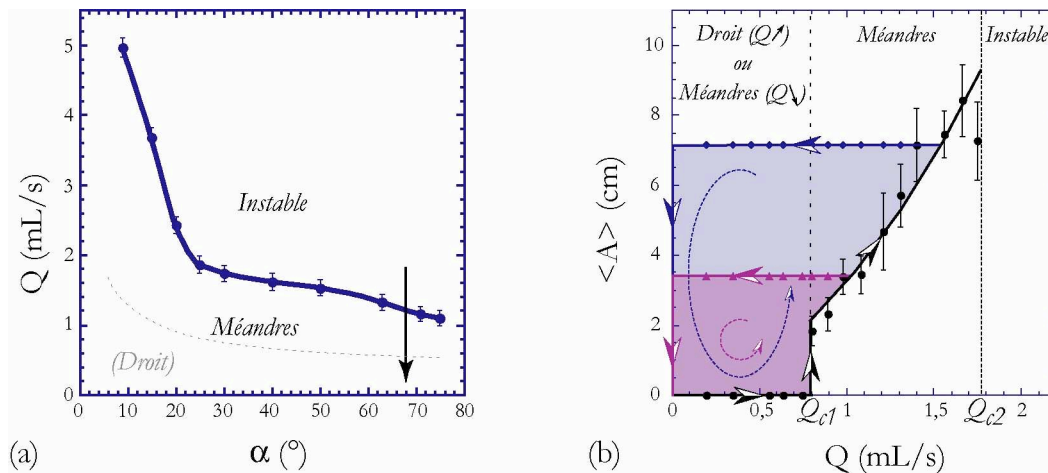 5
4
3
2
1
0
Q (mL/s)
Instable
Méandres
(Droit)
0 10 20 30 40 50 60 70 80
α (°)
(a)
10
8
6
4
2
0
<A> (cm)
Droit (Q↗)
ou
Méandres (Q↘)
Méandres
Instable
0 0,5 Qc1 1 1,5 Qc2 2
Q (mL/s)
(b)